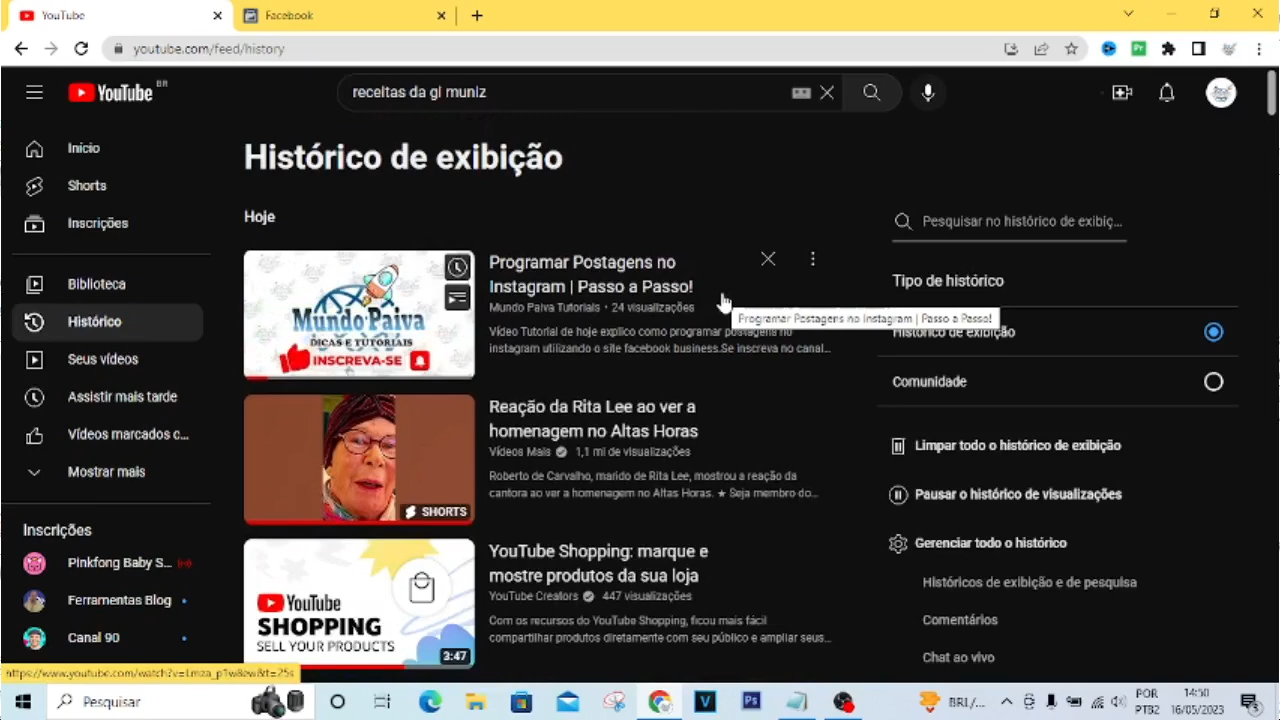 YouTube
Facebook
youtube.com/feed/history
YouTube BR
receitas da gi muniz
Início
Shorts
Inscrições
Biblioteca
Histórico
Seus vídeos
Assistir mais tarde
Vídeos marcados c...
Mostrar mais
Inscrições
Pinkfong Baby S...
Ferramentas Blog
Canal 90
Histórico de exibição
Hoje
Mundo Paiva
DICAS E TUTORIAIS
INSCREVA-SE
Programar Postagens no
Instagram | Passo a Passo!
Mundo Paiva Tutoriais • 24 visualizações
Vídeo Tutorial de hoje explico como programar postagens no
instagram utilizando o site facebook business.Se inscreva no canal...
Programar Postagens no Instagram | Passo a Passo!
SHORTS
Reação da Rita Lee ao ver a
homenagem no Altas Horas
Vídeos Mais 1,1 mi de visualizações
Roberto de Carvalho, marido de Rita Lee, mostrou a reação da
cantora ao ver a homenagem no Altas Horas. ★ Seja membro do...
YouTube
SHOPPING
SELL YOUR PRODUCTS
3:47
YouTube Shopping: marque e
mostre produtos da sua loja
YouTube Creators 447 visualizações
Com os recursos do YouTube Shopping, ficou mais fácil
compartilhar produtos diretamente com seu público e ampliar seus...
Pesquisar no histórico de exibiç...
Tipo de histórico
Histórico de exibição
Comunidade
Limpar todo o histórico de exibição
Pausar o histórico de visualizações
Gerenciar todo o histórico
Históricos de exibição e de pesquisa
Comentários
Chat ao vivo
Pesquisar
BRL/...
POR
PTB2
14:50
16/05/2023